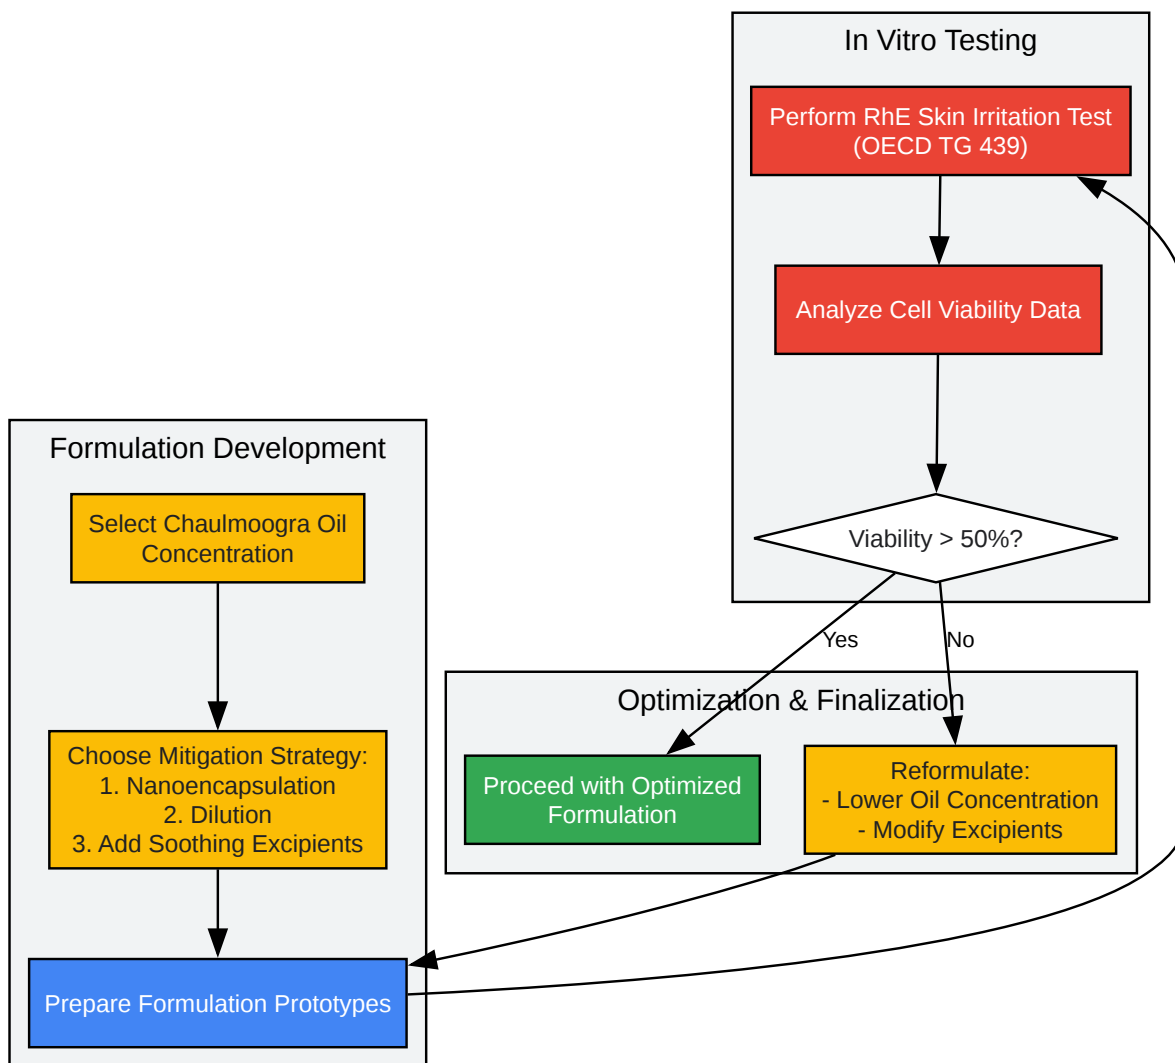 In Vitro Testing
Perform RhE Skin Irritation Test
(OECD TG 439)
Analyze Cell Viability Data
Viability > 50%?
Yes
No
Formulation Development
Select Chaulmoogra Oil
Concentration
Choose Mitigation Strategy:
1. Nanoencapsulation
2. Dilution
3. Add Soothing Excipients
Prepare Formulation Prototypes
Optimization & Finalization
Proceed with Optimized
Formulation
Reformulate:
- Lower Oil Concentration
- Modify Excipients